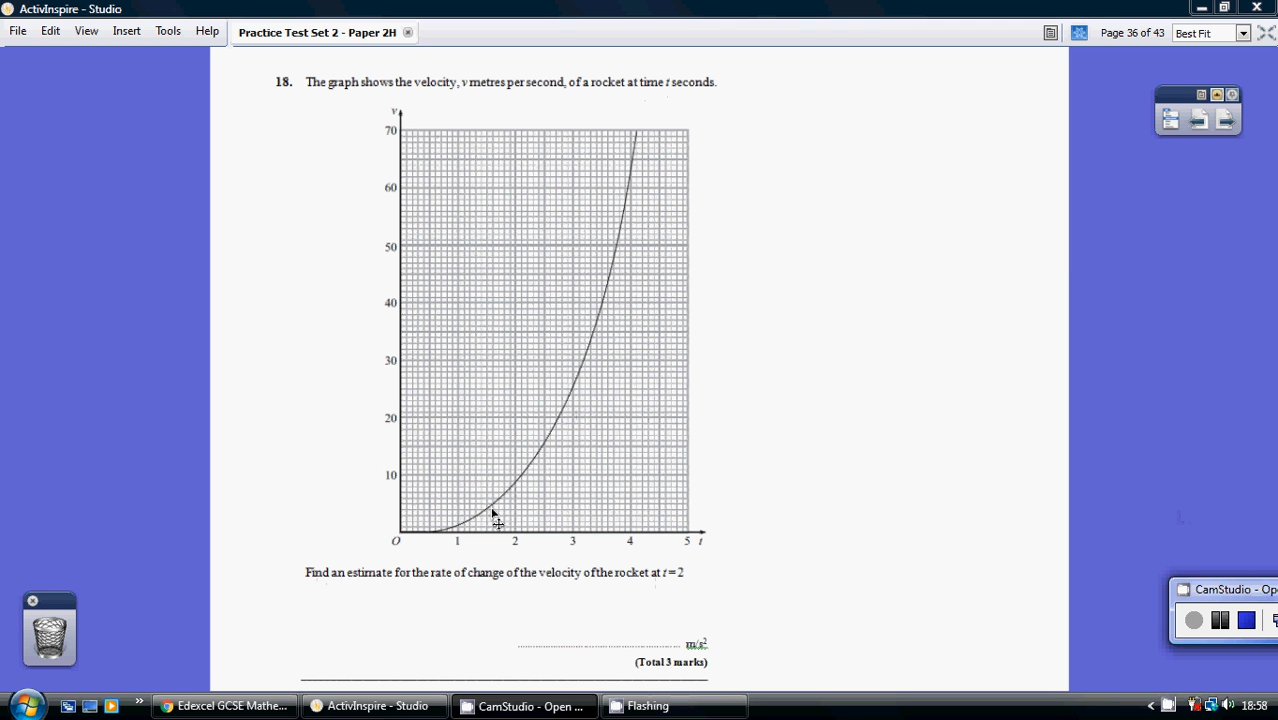 ActivInspire - Studio
File Edit View Insert Tools Help
Practice Test Set 2 - Paper 2H
Page 36 of 43
Best Fit
18. The graph shows the velocity, v metres per second, of a rocket at time t seconds.
v
70
60
50
40
30
20
10
O 1 2 3 4 5 t
Find an estimate for the rate of change of the velocity of the rocket at t = 2
.................................................... m/s²
(Total 3 marks)
CamStudio - Ope
» Edexcel GCSE Mathe... ActivInspire - Studio CamStudio - Open ... Flashing < 18:58